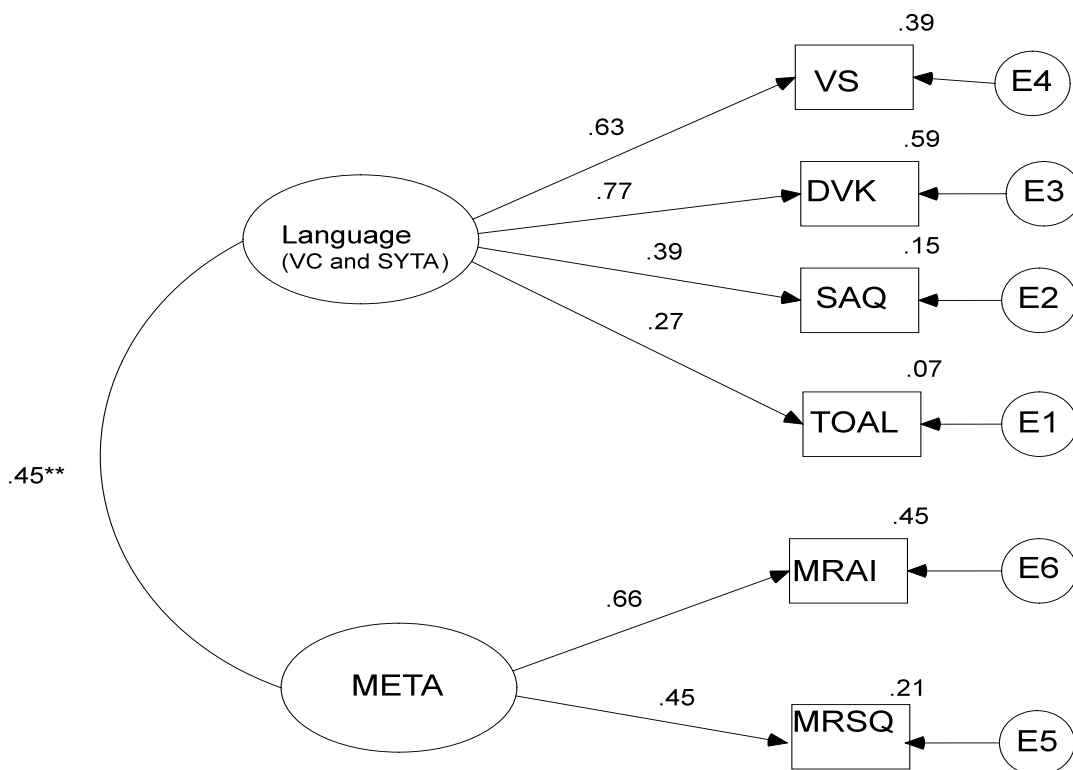 .39
VS
E4
.63
.59
DVK
E3
.77
Language
(VC and SYTA)
.15
.39
SAQ
E2
.27
.07
TOAL
E1
.45**
.45
MRAI
E6
.66
META
.45
.21
MRSQ
E5